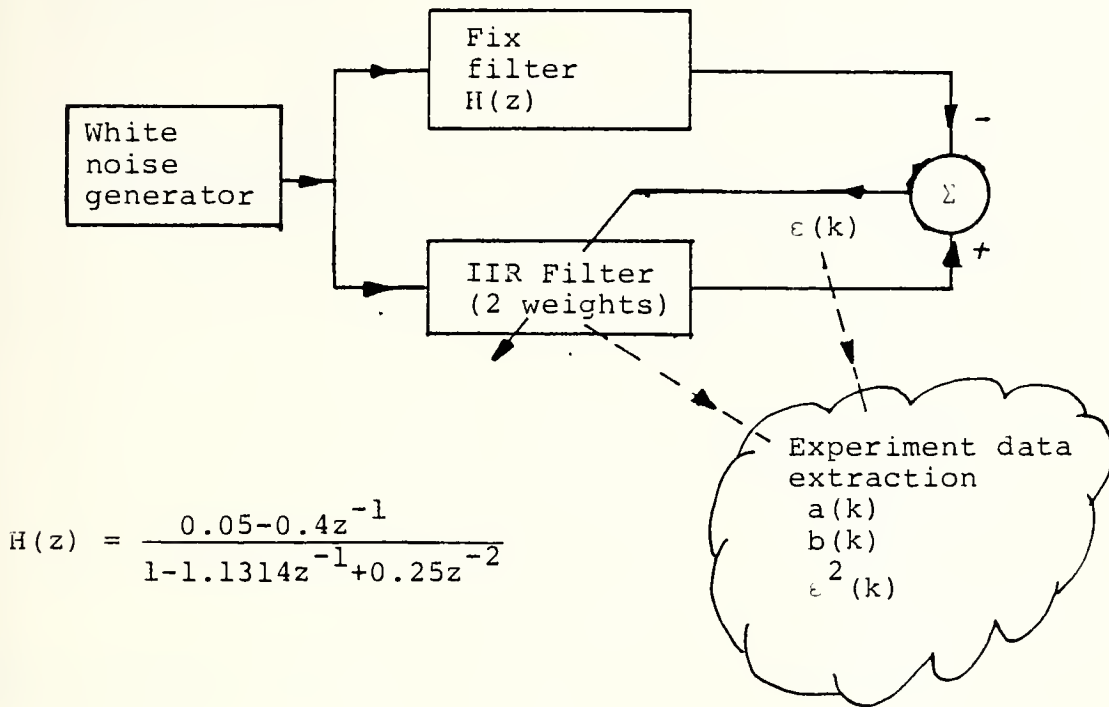 Fix
filter
H(z)
White
noise
generator
-
Σ
ε(k)
+
IIR Filter
(2 weights)
Experiment data
extraction
a(k)
b(k)
ε²(k)
H(z) = 0.05-0.4z⁻¹
1-1.1314z⁻¹+0.25z⁻²